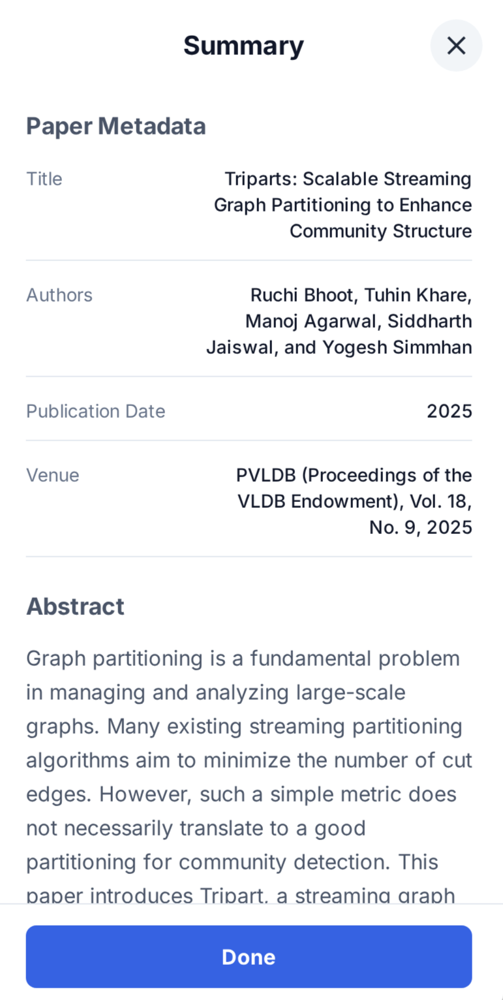 Summary
Paper Metadata
Title
Triparts: Scalable Streaming
Graph Partitioning to Enhance
Community Structure
Authors
Ruchi Bhoot, Tuhin Khare,
Manoj Agarwal, Siddharth
Jaiswal, and Yogesh Simmhan
Publication Date
2025
Venue
PVLDB (Proceedings of the
VLDB Endowment), Vol. 18,
No. 9, 2025
Abstract
Graph partitioning is a fundamental problem
in managing and analyzing large-scale
graphs. Many existing streaming partitioning
algorithms aim to minimize the number of cut
edges. However, such a simple metric does
not necessarily translate to a good
partitioning for community detection. This
paper introduces Tripart, a streaming graph
Done